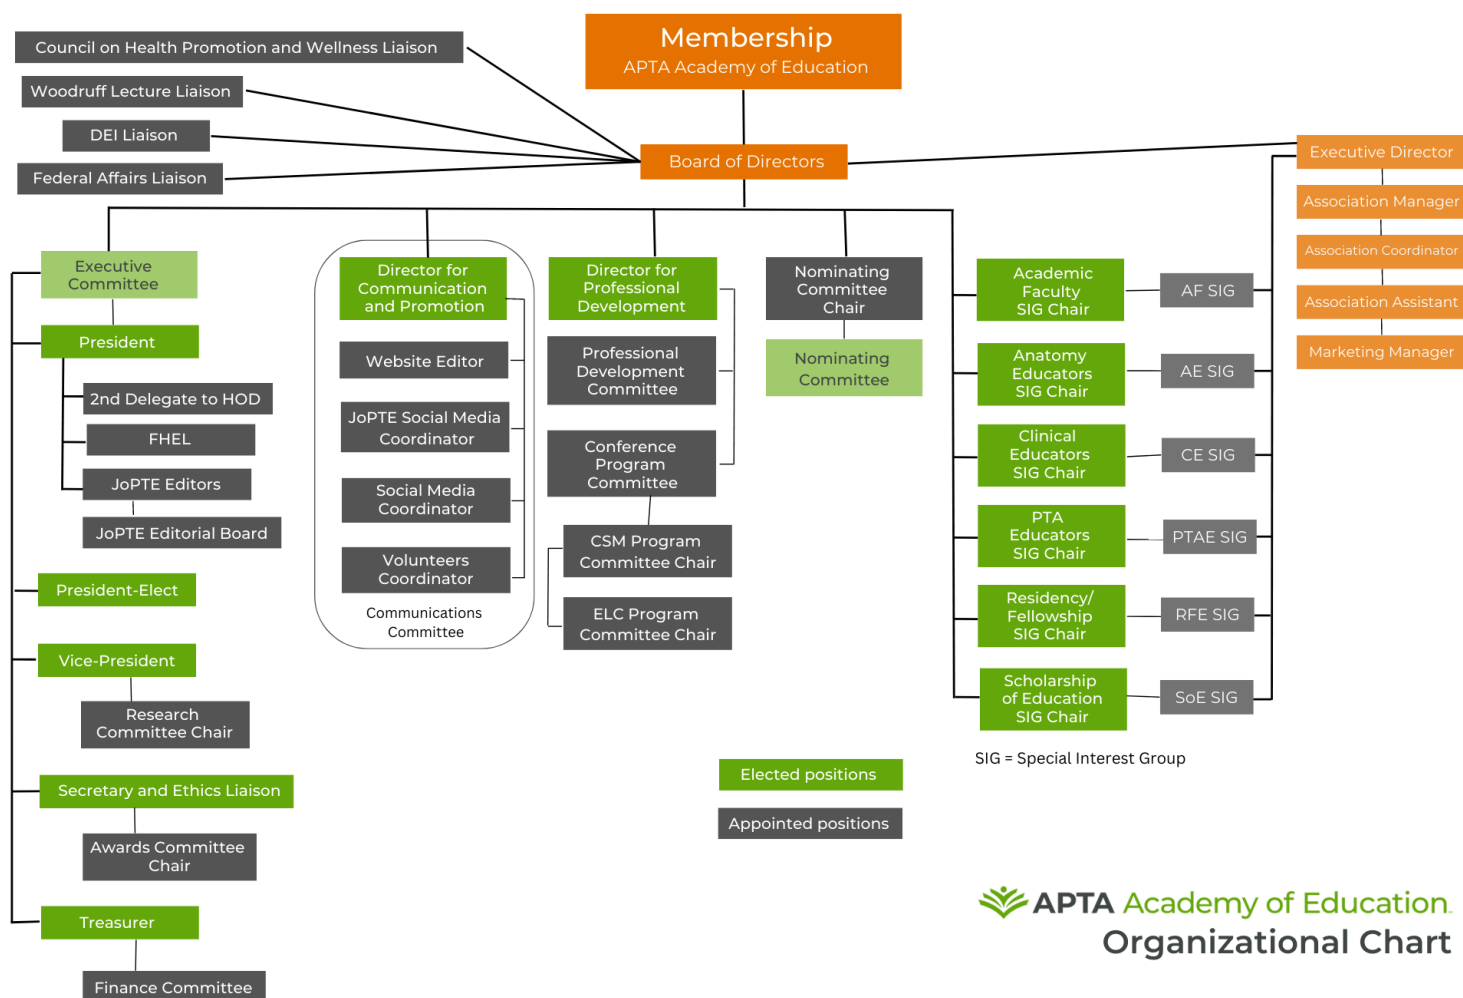 Membership
APTA Academy of Education
Council on Health Promotion and Wellness Liaison
Woodruff Lecture Liaison
DEI Liaison
Federal Affairs Liaison
Board of Directors
Executive Director
Association Manager
Association Coordinator
Association Assistant
Marketing Manager
Executive
Committee
President
2nd Delegate to HOD
FHEL
JoPTE Editors
JoPTE Editorial Board
President-Elect
Vice-President
Research
Committee Chair
Secretary and Ethics Liaison
Awards Committee
Chair
Treasurer
Finance Committee
Director for
Communication
and Promotion
Website Editor
JoPTE Social Media
Coordinator
Social Media
Coordinator
Volunteers
Coordinator
Communications
Committee
Director for
Professional
Development
Professional
Development
Committee
Conference
Program
Committee
CSM Program
Committee Chair
ELC Program
Committee Chair
Nominating
Committee
Chair
Nominating
Committee
Academic
Faculty
SIG Chair
AF SIG
Anatomy
Educators
SIG Chair
AE SIG
Clinical
Educators
SIG Chair
CE SIG
PTA
Educators
SIG Chair
PTAE SIG
Residency/
Fellowship
SIG Chair
RFE SIG
Scholarship
of Education
SIG Chair
SoE SIG
SIG = Special Interest Group
Elected positions
Appointed positions
APTA Academy of Education
Organizational Chart